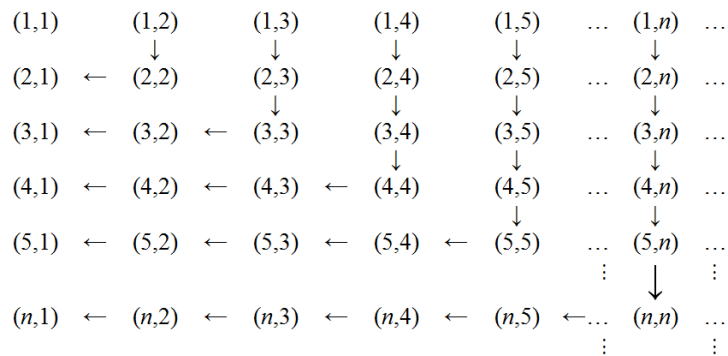 (1,1) (1,2) (1,3) (1,4) (1,5) … (1,n) …
↓ ↓ ↓ ↓ ↓
(2,1) ← (2,2) (2,3) (2,4) (2,5) … (2,n) …
↓ ↓ ↓ ↓
(3,1) ← (3,2) ← (3,3) (3,4) (3,5) … (3,n) …
↓ ↓ ↓
(4,1) ← (4,2) ← (4,3) ← (4,4) (4,5) … (4,n) …
↓ ↓
(5,1) ← (5,2) ← (5,3) ← (5,4) ← (5,5) … (5,n) …
⋮ ↓ ⋮
(n,1) ← (n,2) ← (n,3) ← (n,4) ← (n,5) ←… (n,n) …
⋮ ⋮